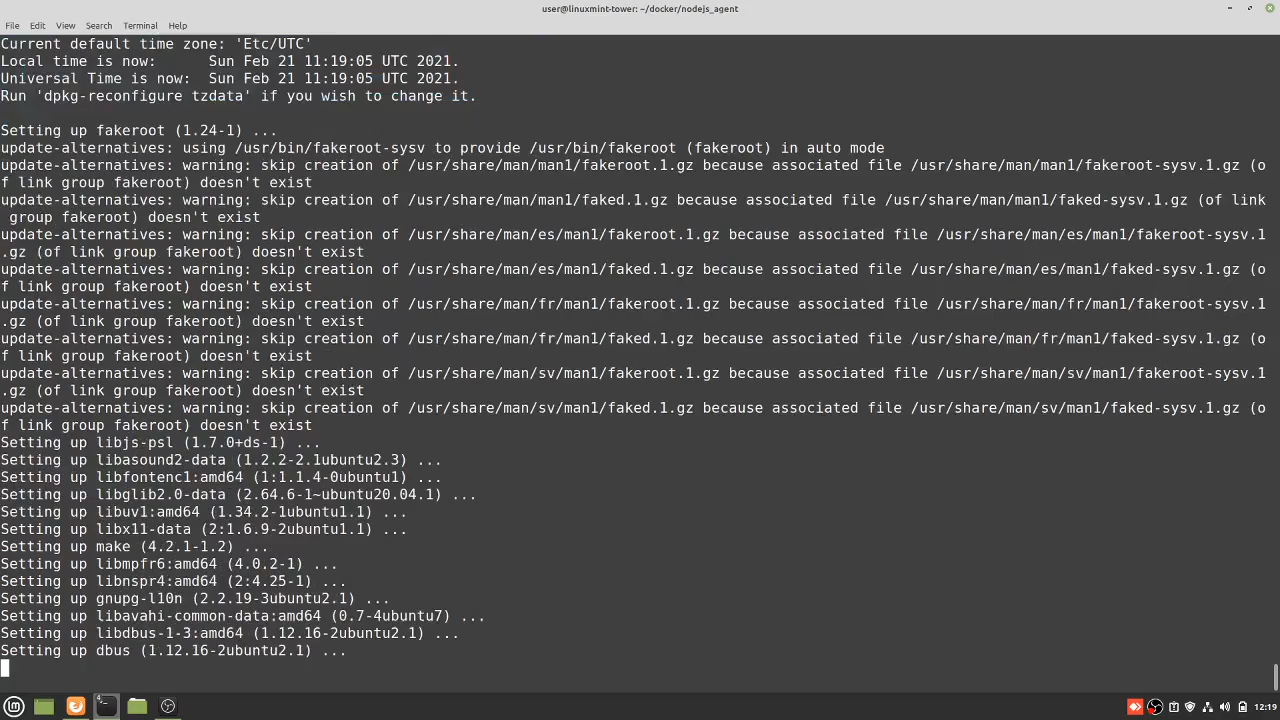 user@linuxmint-tower: ~/docker/nodejs_agent
File Edit View Search Terminal Help
Current default time zone: 'Etc/UTC'
Local time is now:      Sun Feb 21 11:19:05 UTC 2021.
Universal Time is now:  Sun Feb 21 11:19:05 UTC 2021.
Run 'dpkg-reconfigure tzdata' if you wish to change it.
Setting up fakeroot (1.24-1) ...
update-alternatives: using /usr/bin/fakeroot-sysv to provide /usr/bin/fakeroot (fakeroot) in auto mode
update-alternatives: warning: skip creation of /usr/share/man/man1/fakeroot.1.gz because associated file /usr/share/man/man1/fakeroot-sysv.1.gz (o
f link group fakeroot) doesn't exist
update-alternatives: warning: skip creation of /usr/share/man/man1/faked.1.gz because associated file /usr/share/man/man1/faked-sysv.1.gz (of link
 group fakeroot) doesn't exist
update-alternatives: warning: skip creation of /usr/share/man/es/man1/fakeroot.1.gz because associated file /usr/share/man/es/man1/fakeroot-sysv.1
.gz (of link group fakeroot) doesn't exist
update-alternatives: warning: skip creation of /usr/share/man/es/man1/faked.1.gz because associated file /usr/share/man/es/man1/faked-sysv.1.gz (o
f link group fakeroot) doesn't exist
update-alternatives: warning: skip creation of /usr/share/man/fr/man1/fakeroot.1.gz because associated file /usr/share/man/fr/man1/fakeroot-sysv.1
.gz (of link group fakeroot) doesn't exist
update-alternatives: warning: skip creation of /usr/share/man/fr/man1/faked.1.gz because associated file /usr/share/man/fr/man1/faked-sysv.1.gz (o
f link group fakeroot) doesn't exist
update-alternatives: warning: skip creation of /usr/share/man/sv/man1/fakeroot.1.gz because associated file /usr/share/man/sv/man1/fakeroot-sysv.1
.gz (of link group fakeroot) doesn't exist
update-alternatives: warning: skip creation of /usr/share/man/sv/man1/faked.1.gz because associated file /usr/share/man/sv/man1/faked-sysv.1.gz (o
f link group fakeroot) doesn't exist
Setting up libjs-psl (1.7.0+ds-1) ...
Setting up libasound2-data (1.2.2-2.1ubuntu2.3) ...
Setting up libfontenc1:amd64 (1:1.1.4-0ubuntu1) ...
Setting up libglib2.0-data (2.64.6-1~ubuntu20.04.1) ...
Setting up libuv1:amd64 (1.34.2-1ubuntu1.1) ...
Setting up libx11-data (2:1.6.9-2ubuntu1.1) ...
Setting up make (4.2.1-1.2) ...
Setting up libmpfr6:amd64 (4.0.2-1) ...
Setting up libnspr4:amd64 (2:4.25-1) ...
Setting up gnupg-l10n (2.2.19-3ubuntu2.1) ...
Setting up libavahi-common-data:amd64 (0.7-4ubuntu7) ...
Setting up libdbus-1-3:amd64 (1.12.16-2ubuntu2.1) ...
Setting up dbus (1.12.16-2ubuntu2.1) ...
4
12:19